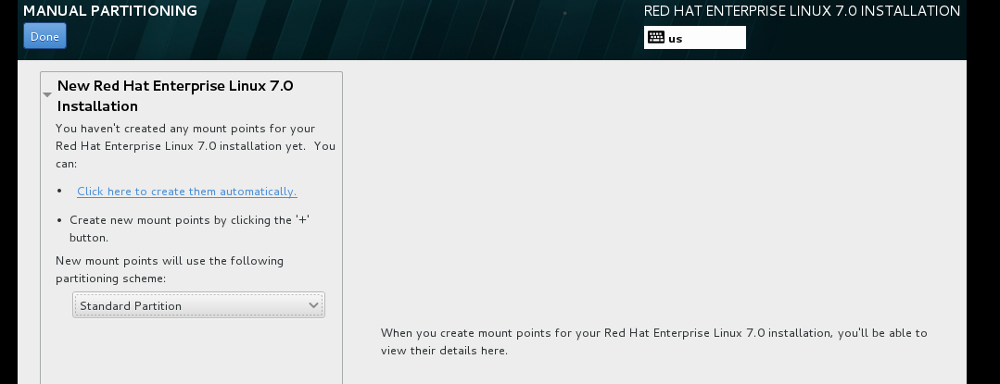 MANUAL PARTITIONING
RED HAT ENTERPRISE LINUX 7.0 INSTALLATION
Done
us
New Red Hat Enterprise Linux 7.0
Installation
You haven't created any mount points for your
Red Hat Enterprise Linux 7.0 installation yet.  You
can:
• Click here to create them automatically.
• Create new mount points by clicking the '+'
button.
New mount points will use the following
partitioning scheme:
Standard Partition
When you create mount points for your Red Hat Enterprise Linux 7.0 installation, you'll be able to
view their details here.